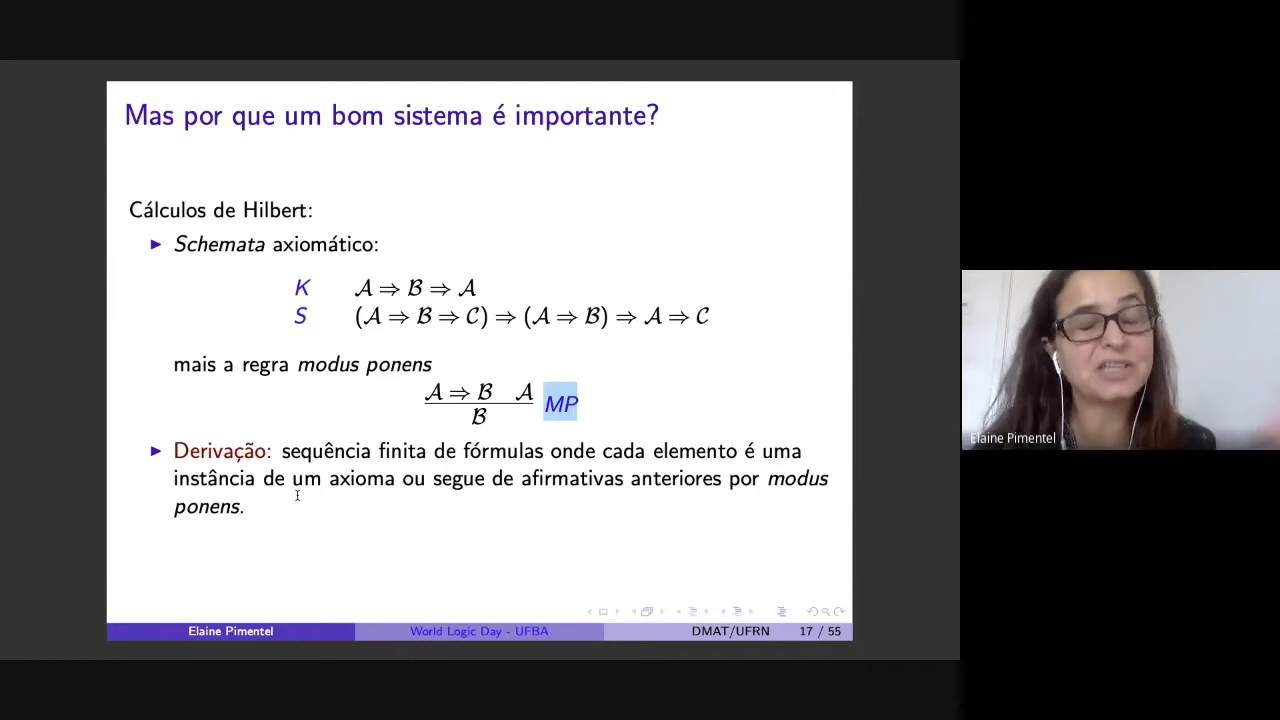 Mas por que um bom sistema é importante?
Cálculos de Hilbert:
Schemata axiomático:
K 𝒜 ⇒ ℬ ⇒ 𝒜
S (𝒜 ⇒ ℬ ⇒ 𝒞) ⇒ (𝒜 ⇒ ℬ) ⇒ 𝒜 ⇒ 𝒞
mais a regra modus ponens
𝒜 ⇒ ℬ 𝒜
MP
ℬ
Derivação: sequência finita de fórmulas onde cada elemento é uma
instância de um axioma ou segue de afirmativas anteriores por modus
ponens.
Elaine Pimentel World Logic Day - UFBA DMAT/UFRN 17 / 55
Elaine Pimentel